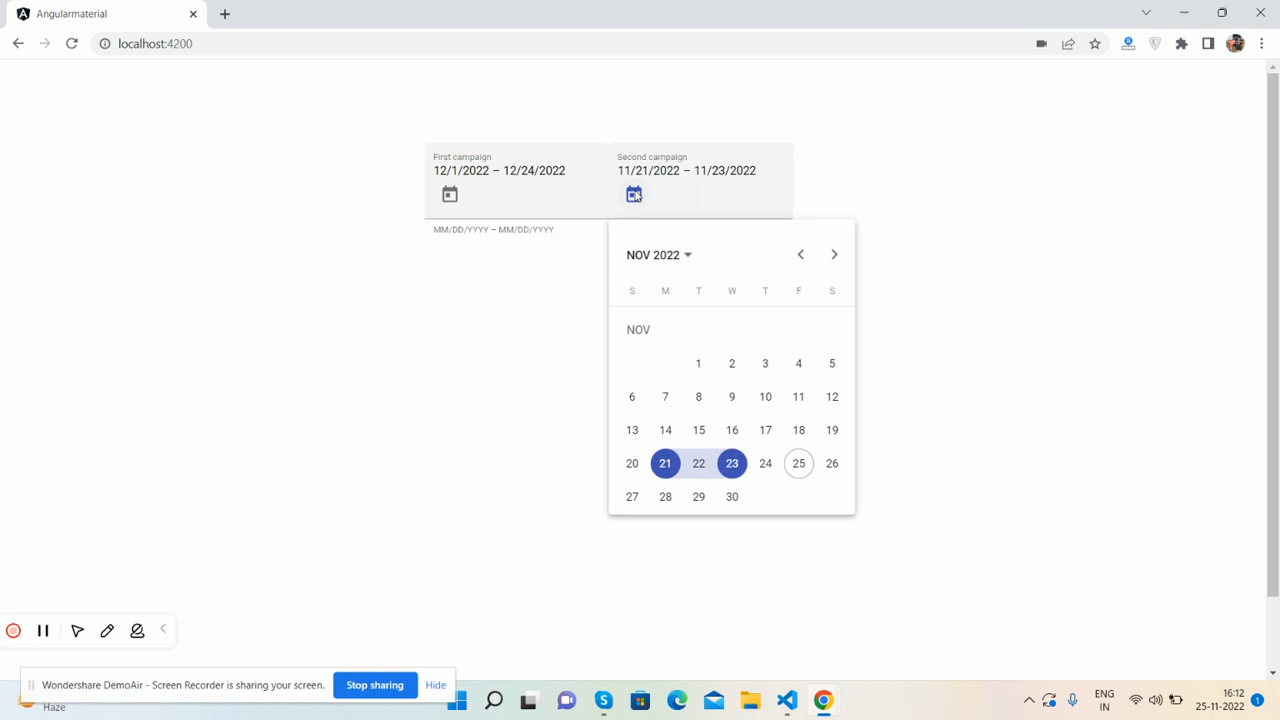 Angularmaterial
localhost:4200
First campaign
12/1/2022 – 12/24/2022
Second campaign
11/21/2022 – 11/23/2022
MM/DD/YYYY – MM/DD/YYYY
NOV 2022
S M T W T F S
NOV
1 2 3 4 5
6 7 8 9 10 11 12
13 14 15 16 17 18 19
20 21 22 23 24 25 26
27 28 29 30
Wondershare DemoAir - Screen Recorder is sharing your screen.
Stop sharing
Hide
Haze
ENG
IN
16:12
25-11-2022
1